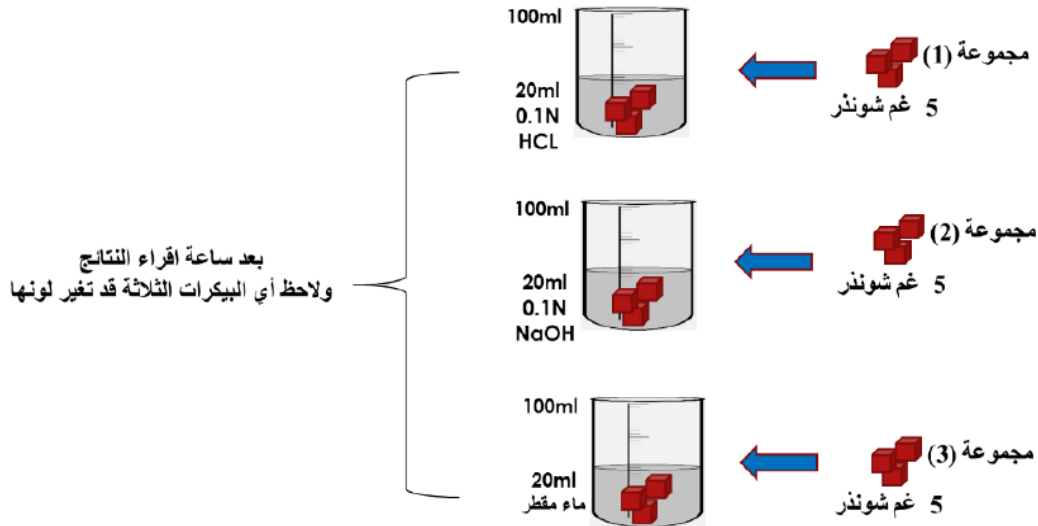 مجموعة (1)
5 غم شونذر
100ml
20ml
0.1N
HCL
مجموعة (2)
5 غم شونذر
100ml
20ml
0.1N
NaOH
مجموعة (3)
5 غم شونذر
100ml
20ml
ماء مقطر
بعد ساعة اقراء النتائج
ولاحظ أي البيكرات الثلاثة قد تغير لونها